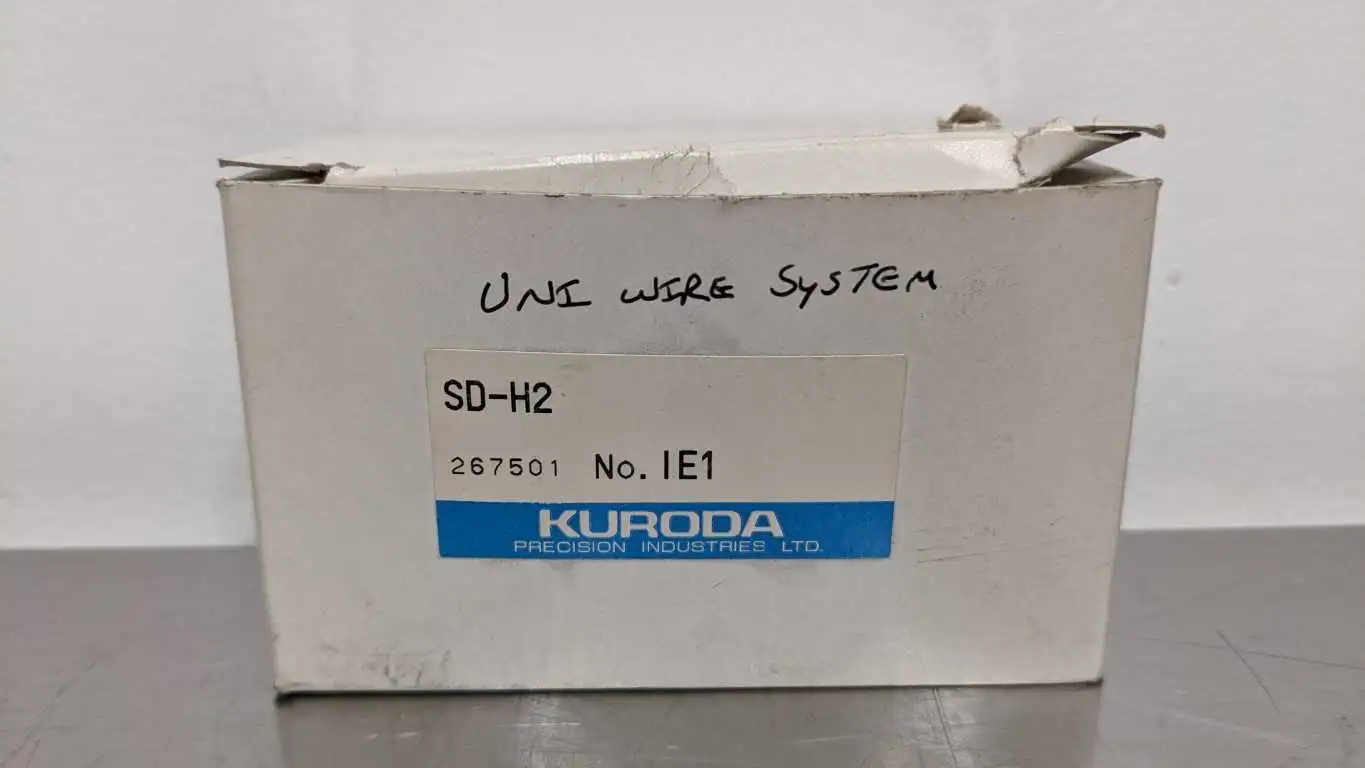 UNI WIRE SYSTEM
SD-H2
267501 No. IE1
KURODA
PRECISION INDUSTRIES LTD.